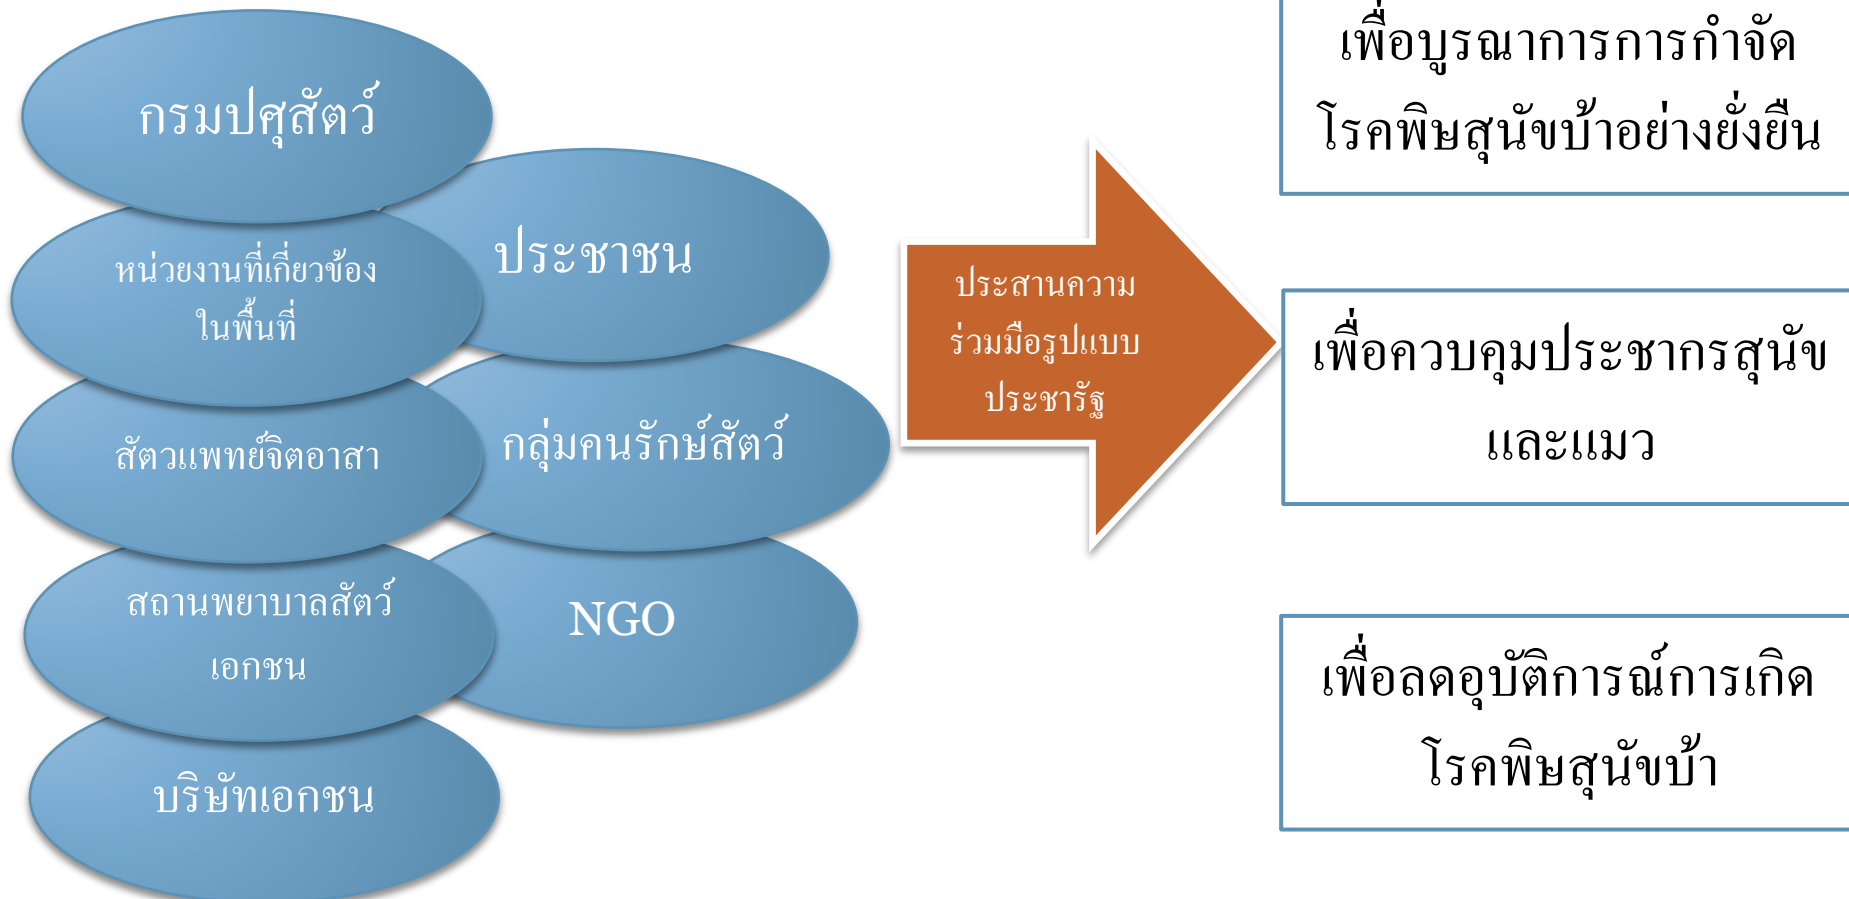 กรมปศุสัตว์
หน่วยงานที่เกี่ยวข้อง
ในพื้นที่
สัตวแพทย์จิตอาสา
สถานพยาบาลสัตว์
เอกชน
บริษัทเอกชน
ประชาชน
กลุ่มคนรักษ์สัตว์
NGO
ประสานความ
ร่วมมือรูปแบบ
ประชารัฐ
เพื่อบูรณาการการกำจัด
โรคพิษสุนัขบ้าอย่างยั่งยืน
เพื่อควบคุมประชากรสุนัข
และแมว
เพื่อลดอุบัติการณ์การเกิด
โรคพิษสุนัขบ้า